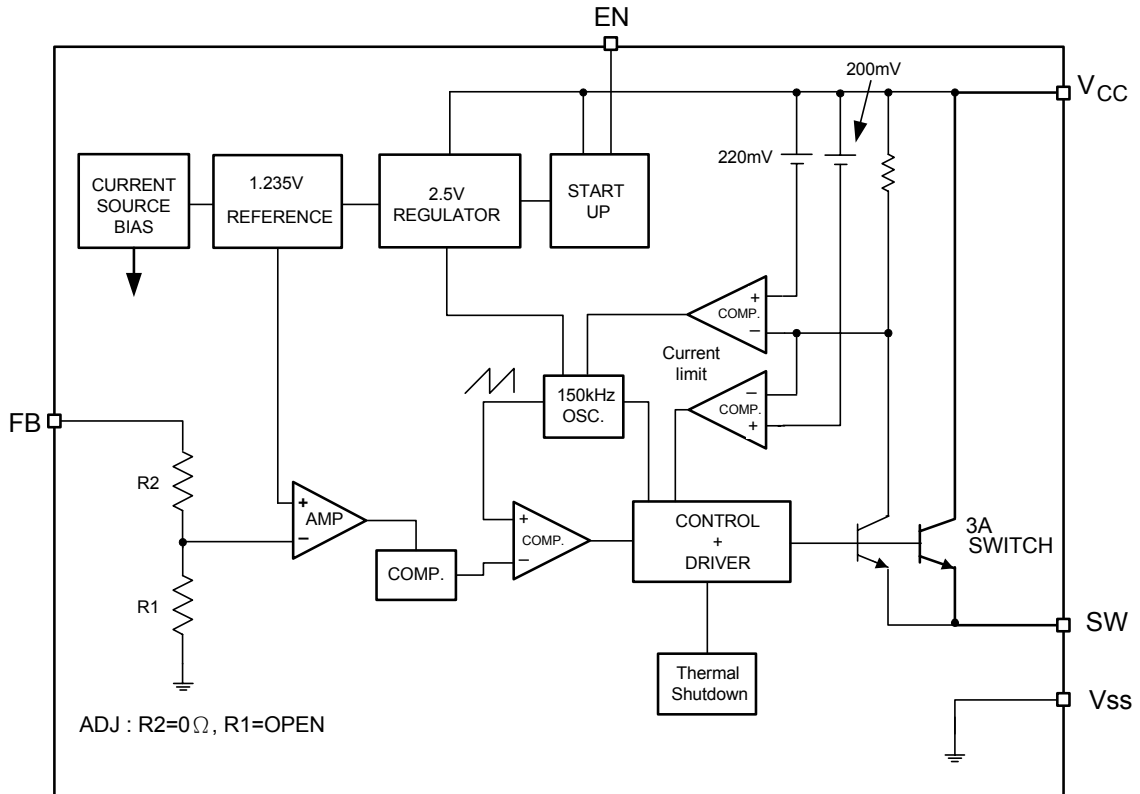 EN
200mV
VCC
220mV
CURRENT
SOURCE
BIAS
1.235V
REFERENCE
2.5V
REGULATOR
START
UP
+
COMP.
−
Current
limit
−
COMP.
+
-
150kHz
OSC.
FB
R2
+
AMP
−
+
COMP.
−
COMP.
CONTROL
+
DRIVER
3A
SWITCH
R1
SW
Thermal
Shutdown
Vss
ADJ : R2=0Ω, R1=OPEN